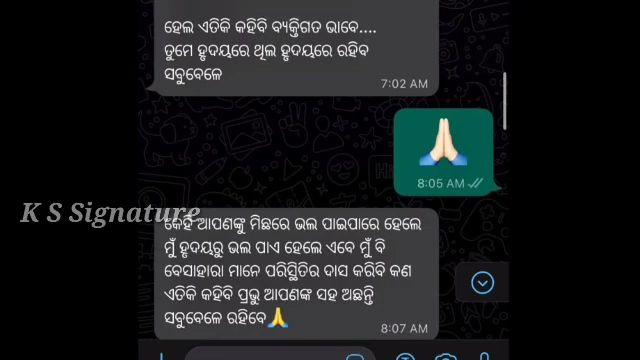 ହେଲ ଏତିକି କହିବି ବ୍ୟକ୍ତିଗତ ଭାବେ....
ତୁମେ ହୃଦୟରେ ଥିଲ ହୃଦୟରେ ରହିବ
ସବୁବେଳେ
7:02 AM
🙏🏻
8:05 AM
K S Signature
କେହି ଆପଣଙ୍କୁ ମିଛରେ ଭଲ ପାଇପାରେ ହେଲେ
ମୁଁ ହୃଦୟରୁ ଭଲ ପାଏ ହେଲେ ଏବେ ମୁଁ ବି
ବେସାହାରା ମାନେ ପରିସ୍ଥିତିର ଦାସ କରିବି କଣ
ଏତିକି କହିବି ପ୍ରଭୁ ଆପଣଙ୍କ ସହ ଅଛନ୍ତି
ସବୁବେଳେ ରହିବେ🙏
8:07 AM